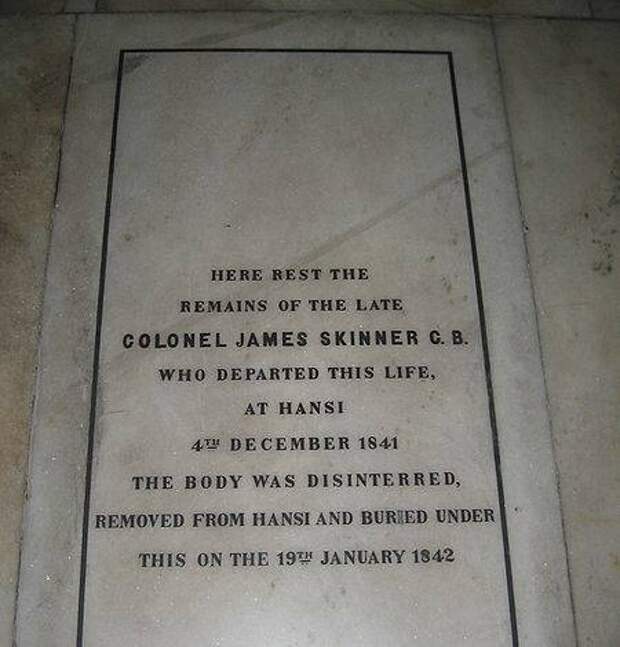 HERE REST THE
REMAINS OF THE LATE
COLONEL JAMES SKINNER C.B.
WHO DEPARTED THIS LIFE,
AT HANSI
4TH DECEMBER 1841
THE BODY WAS DISINTERRED,
REMOVED FROM HANSI AND BURIED UNDER
THIS ON THE 19TH JANUARY 1842